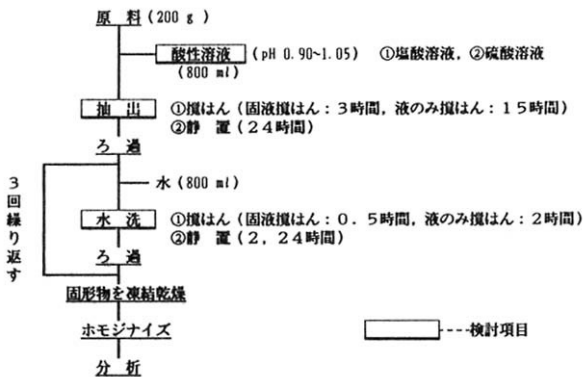 原料(200 g)
酸性溶液 (pH 0.90~1.05) ①塩酸溶液, ②硫酸溶液
(800 ml)
抽出 ①攪はん(固液攪はん:3時間, 液のみ攪はん:15時間)
②静置(24時間)
ろ過
水(800 ml)
水洗 ①攪はん(固液攪はん:0.5時間, 液のみ攪はん:2時間)
②静置(2, 24時間)
ろ過
3回繰り返す
固形物を凍結乾燥
ホモジナイズ
----検討項目
分析